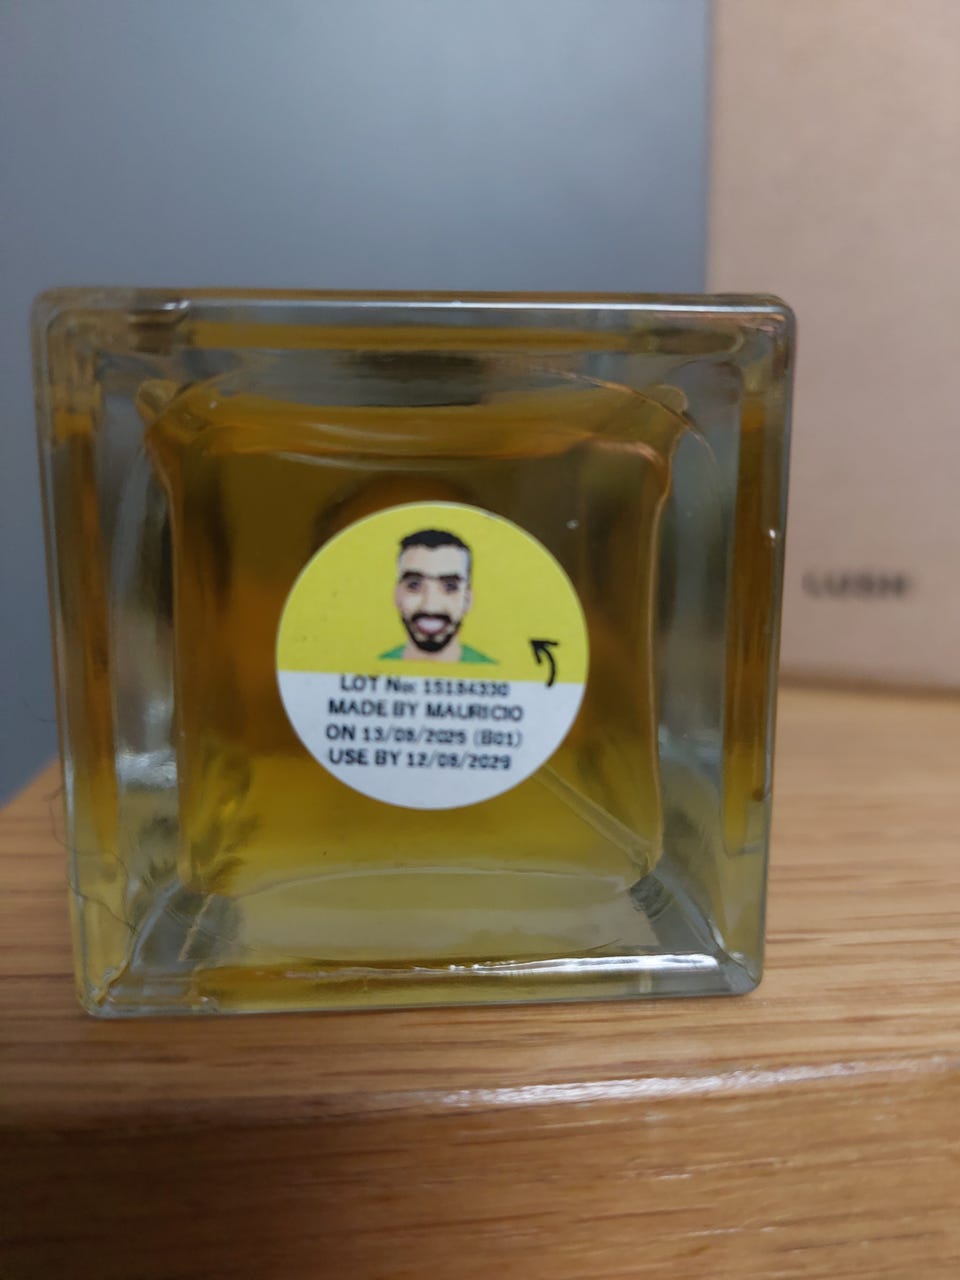 LUSH
LOT No: 15184330
MADE BY MAURICIO
ON 13/08/2025 (B01)
USE BY 12/08/2029